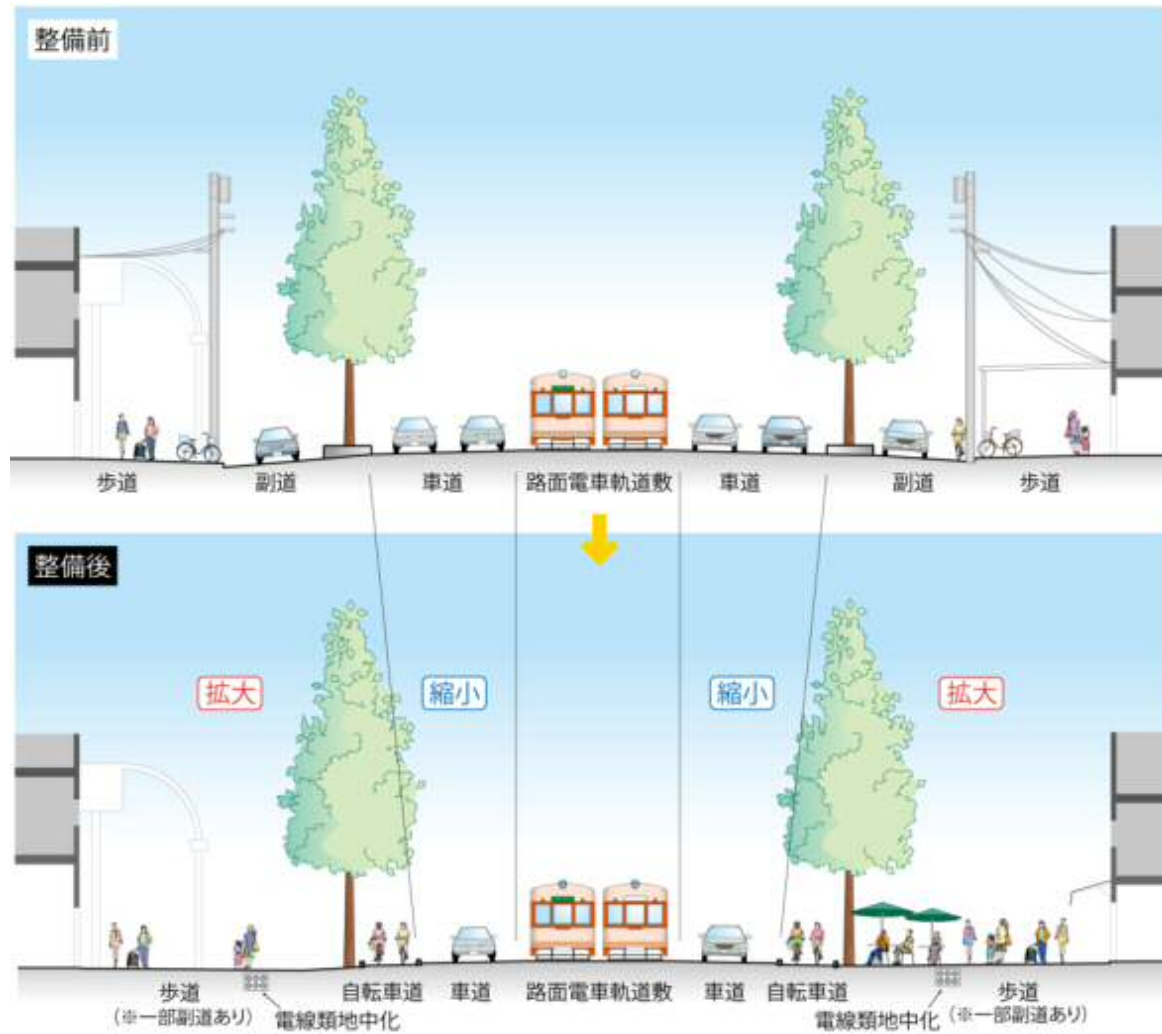 整備前
歩道 副道 車道 路面電車軌道敷 車道 副道 歩道
整備後
拡大 縮小 縮小 拡大
歩道 自転車道 車道 路面電車軌道敷 車道 自転車道 歩道
(※一部副道あり) 電線類地中化 電線類地中化 (※一部副道あり)